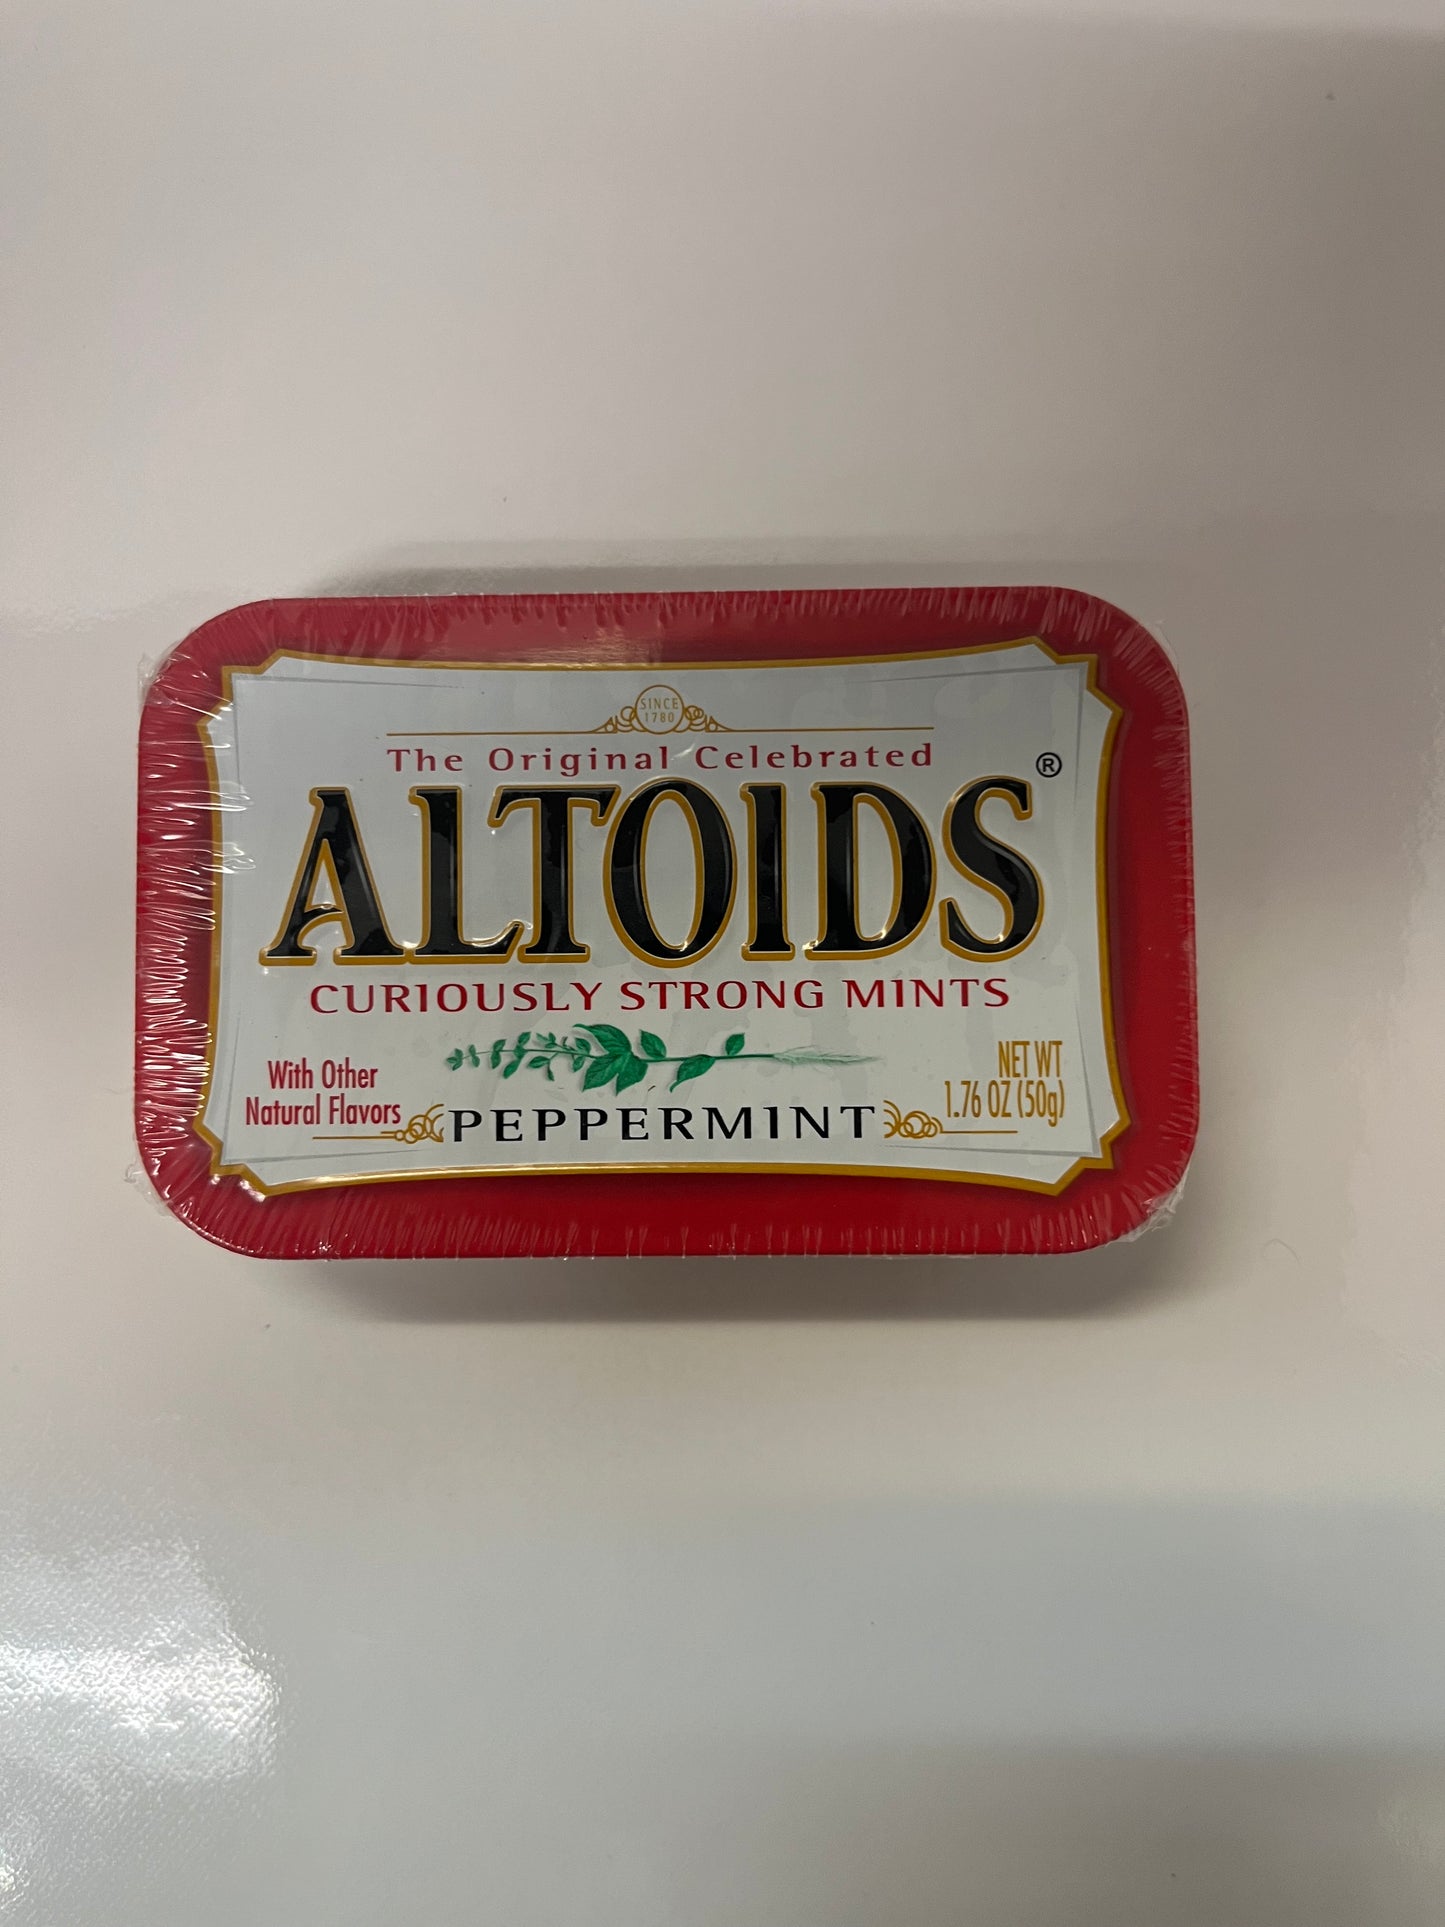 SINCE
1780
The Original Celebrated
ALTOIDS®
CURIOUSLY STRONG MINTS
With Other
Natural Flavors
PEPPERMINT
NET WT
1.76 OZ (50g)